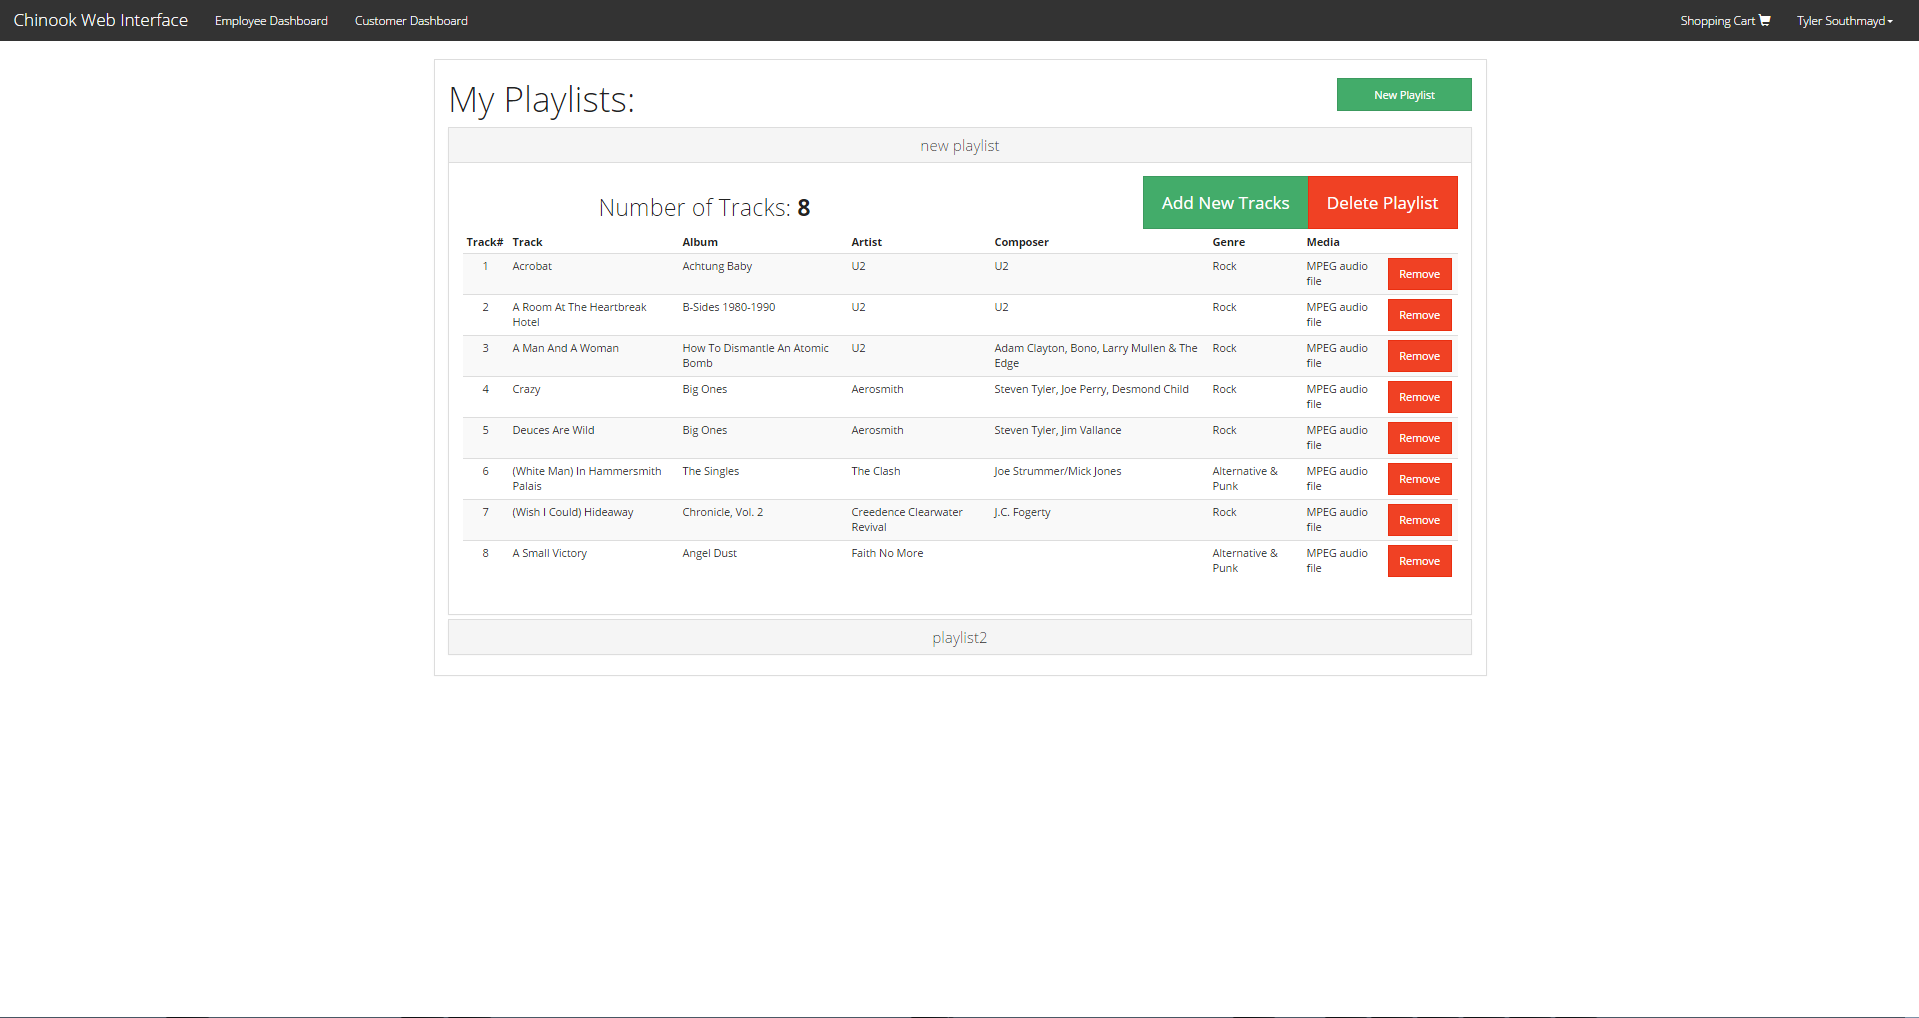 Chinook Web Interface Employee Dashboard Customer Dashboard Shopping Cart Tyler Southmayd
My Playlists:
New Playlist
new playlist
Number of Tracks: 8
Add New Tracks Delete Playlist
Track# Track Album Artist Composer Genre Media
1 Acrobat Achtung Baby U2 U2 Rock MPEG audio Remove
file
2 A Room At The Heartbreak B-Sides 1980-1990 U2 U2 Rock MPEG audio Remove
Hotel file
3 A Man And A Woman How To Dismantle An Atomic U2 Adam Clayton, Bono, Larry Mullen & The Rock MPEG audio Remove
Bomb Edge file
4 Crazy Big Ones Aerosmith Steven Tyler, Joe Perry, Desmond Child Rock MPEG audio Remove
file
5 Deuces Are Wild Big Ones Aerosmith Steven Tyler, Jim Vallance Rock MPEG audio Remove
file
6 (White Man) In Hammersmith The Singles The Clash Joe Strummer/Mick Jones Alternative & MPEG audio Remove
Palais Punk file
7 (Wish I Could) Hideaway Chronicle, Vol. 2 Creedence Clearwater J.C. Fogerty Rock MPEG audio Remove
Revival file
8 A Small Victory Angel Dust Faith No More Alternative & MPEG audio Remove
Punk file
playlist2